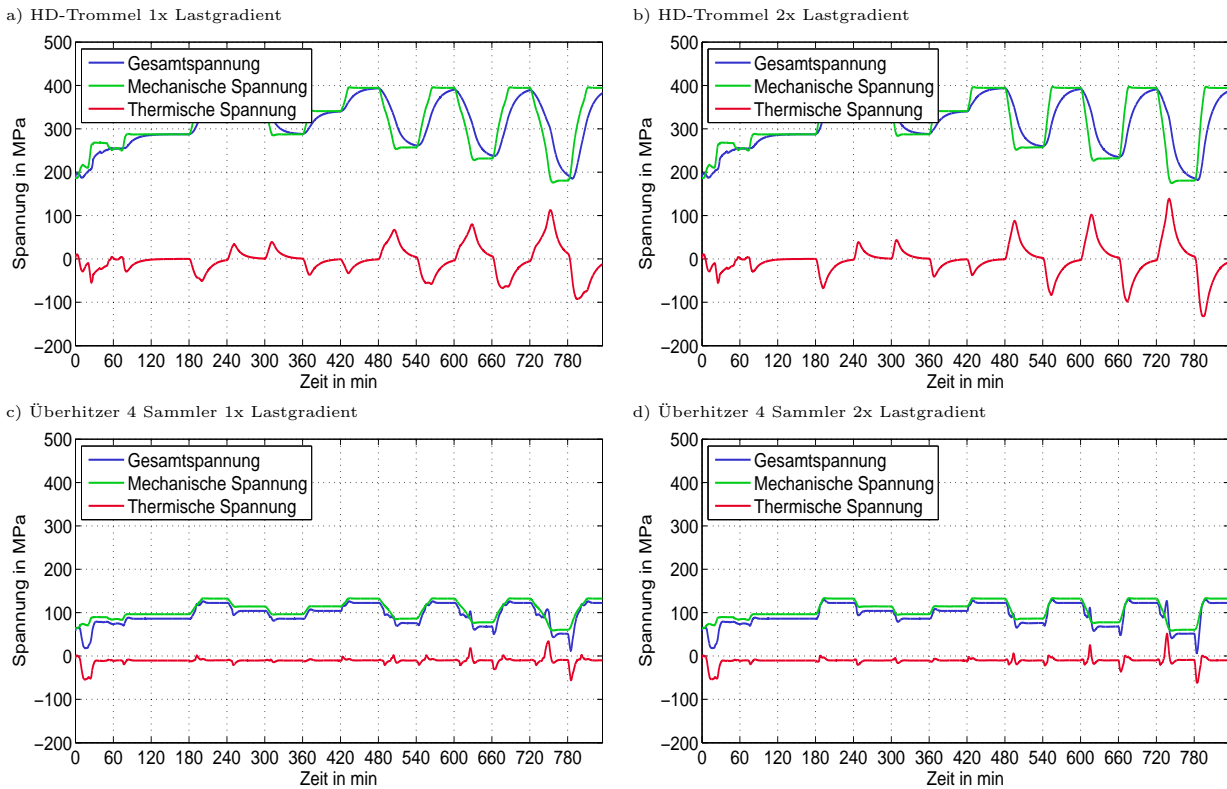 a) HD-Trommel 1x Lastgradient
500
400
300
200
100
0
−100
−200
Spannung in MPa
Gesamtspannung
Mechanische Spannung
Thermische Spannung
0 60 120 180 240 300 360 420 480 540 600 660 720 780
Zeit in min
b) HD-Trommel 2x Lastgradient
500
400
300
200
100
0
−100
−200
Spannung in MPa
Gesamtspannung
Mechanische Spannung
Thermische Spannung
0 60 120 180 240 300 360 420 480 540 600 660 720 780
Zeit in min
c) Überhitzer 4 Sammler 1x Lastgradient
500
400
300
200
100
0
−100
−200
Spannung in MPa
Gesamtspannung
Mechanische Spannung
Thermische Spannung
0 60 120 180 240 300 360 420 480 540 600 660 720 780
Zeit in min
d) Überhitzer 4 Sammler 2x Lastgradient
500
400
300
200
100
0
−100
−200
Spannung in MPa
Gesamtspannung
Mechanische Spannung
Thermische Spannung
0 60 120 180 240 300 360 420 480 540 600 660 720 780
Zeit in min